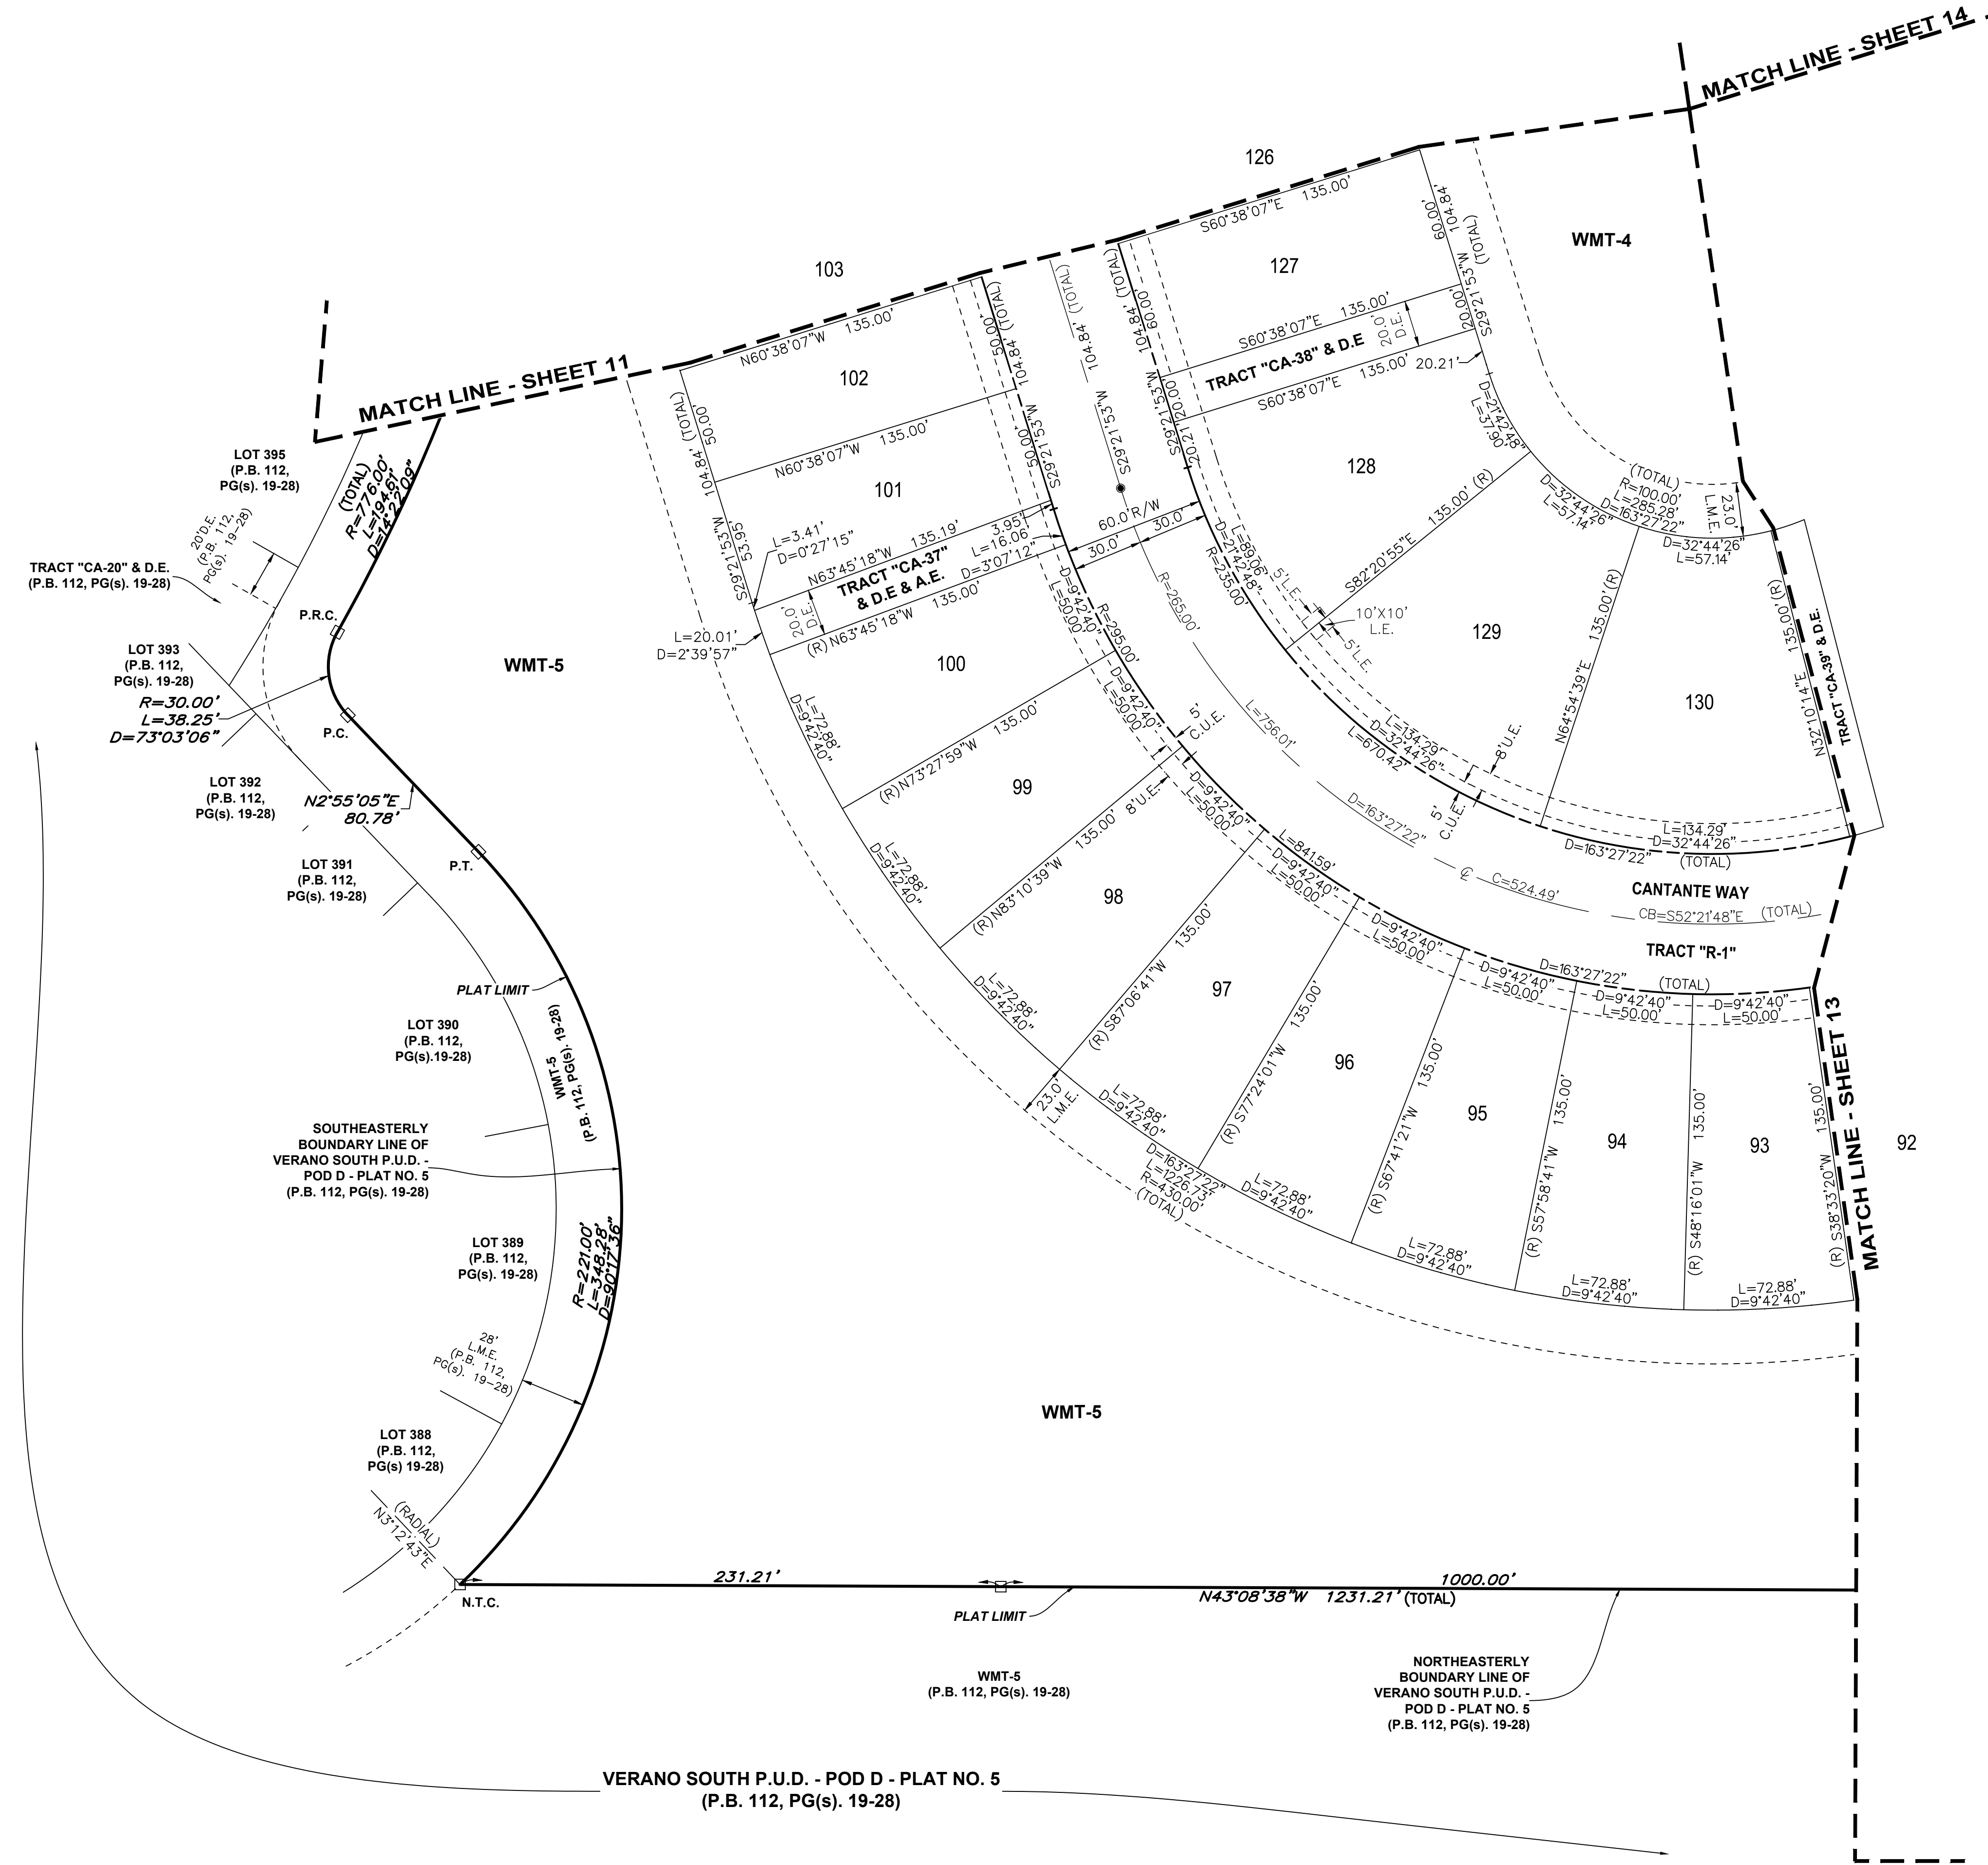 MATCH LINE - SHEET 14
126
S60°38'07"E 135.00'
60.00'
104.84'
S29°21'53"W (TOTAL)
WMT-4
127
103
N60°38'07"W 135.00'
MATCH LINE - SHEET 11
102
50.00'
104.84' (TOTAL)
50.00'
104.84' (TOTAL)
S29°21'53"W
104.84' (TOTAL)
S29°21'53"W
104.84' (TOTAL)
60.00'
S60°38'07"E 135.00'
20.0'
D.E.
20.00'
TRACT "CA-38" & D.E
S60°38'07"E 135.00'
20.21'
S29°21'53"W
20.00'
20.21'
D=21°42'48"
L=37.90'
N60°38'07"W 135.00'
101
50.00'
S29°21'53"W
53.95'
128
S82°20'55"E 135.00' (R)
(TOTAL)
R=100.00'
L=285.28'
D=163°27'22"
23.0'
L.M.E.
D=32°44'26"
L=57.14'
D=32°44'26"
L=57.14'
LOT 395
(P.B. 112,
PG(s). 19-28)
(TOTAL)
R=776.00'
L=194.61'
D=14°22'09"
20'D.E.
(P.B. 112,
PG(s). 19-28)
TRACT "CA-20" & D.E.
(P.B. 112, PG(s). 19-28)
P.R.C.
LOT 393
(P.B. 112,
PG(s). 19-28)
R=30.00'
L=38.25'
D=73°03'06"
P.C.
WMT-5
L=3.41'
D=0°27'15"
N63°45'18"W 135.19'
3.95'
L=16.06'
D=3°07'12"
TRACT "CA-37"
& D.E & A.E.
20.0'
D.E.
(R) N63°45'18"W 135.00'
L=20.01'
D=2°39'57"
60.0'R/W
30.0'
30.0'
L=89.06'
D=21°42'48"
R=235.00'
R=265.00'
R=295.00'
D=9°42'40"
L=50.00'
5'L.E.
10'X10'
L.E.
5'L.E.
129
N64°54'39"E 135.00'(R)
130
N32°10'14"E 135.00' (R)
TRACT "CA-39" & D.E.
100
L=72.88'
D=9°42'40"
(R) N73°27'59"W 135.00'
D=9°42'40"
L=50.00'
5'
C.U.E.
L=756.01'
L=134.29'
D=32°44'26"
L=670.42'
8'U.E.
5'
C.U.E.
L=134.29'
D=32°44'26"
D=163°27'22"
(TOTAL)
LOT 392
(P.B. 112,
PG(s). 19-28)
N2°55'05"E
80.78'
99
8'U.E.
D=9°42'40"
L=50.00'
D=163°27'22"
LOT 391
(P.B. 112,
PG(s). 19-28)
P.T.
L=72.88'
D=9°42'40"
(R) N83°10'39"W 135.00'
L=841.59'
D=9°42'40"
L=50.00'
℄
C=524.49'
CANTANTE WAY
CB=S52°21'48"E (TOTAL)
98
D=9°42'40"
L=50.00'
TRACT "R-1"
PLAT LIMIT
L=72.88'
D=9°42'40"
(R) S87°06'41"W 135.00'
97
D=9°42'40"
L=50.00'
D=163°27'22"
(TOTAL)
D=9°42'40"
L=50.00'
D=9°42'40"
L=50.00'
LOT 390
(P.B. 112,
PG(s).19-28)
WMT-5
(P.B. 112, PG(s). 19-28)
23.0'
L.M.E.
L=72.88'
D=9°42'40"
(R) S77°24'01"W 135.00'
96
(R) S67°41'21"W 135.00'
95
(R) S57°58'41"W 135.00'
94
(R) S48°16'01"W 135.00'
93
(R) S38°33'20"W 135.00'
MATCH LINE - SHEET 13
92
SOUTHEASTERLY
BOUNDARY LINE OF
VERANO SOUTH P.U.D. -
POD D - PLAT NO. 5
(P.B. 112, PG(s). 19-28)
D=163°27'22"
L=1226.73'
R=430.00'
(TOTAL)
L=72.88'
D=9°42'40"
L=72.88'
D=9°42'40"
L=72.88'
D=9°42'40"
L=72.88'
D=9°42'40"
LOT 389
(P.B. 112,
PG(s). 19-28)
R=221.00'
L=348.28'
D=90°17'36"
28'
L.M.E.
(P.B. 112,
PG(s). 19-28)
WMT-5
LOT 388
(P.B. 112,
PG(s) 19-28)
(RADIAL)
N3°12'43"E
N.T.C.
231.21'
1000.00'
N43°08'38"W 1231.21' (TOTAL)
PLAT LIMIT
WMT-5
(P.B. 112, PG(s). 19-28)
NORTHEASTERLY
BOUNDARY LINE OF
VERANO SOUTH P.U.D. -
POD D - PLAT NO. 5
(P.B. 112, PG(s). 19-28)
VERANO SOUTH P.U.D. - POD D - PLAT NO. 5
(P.B. 112, PG(s). 19-28)